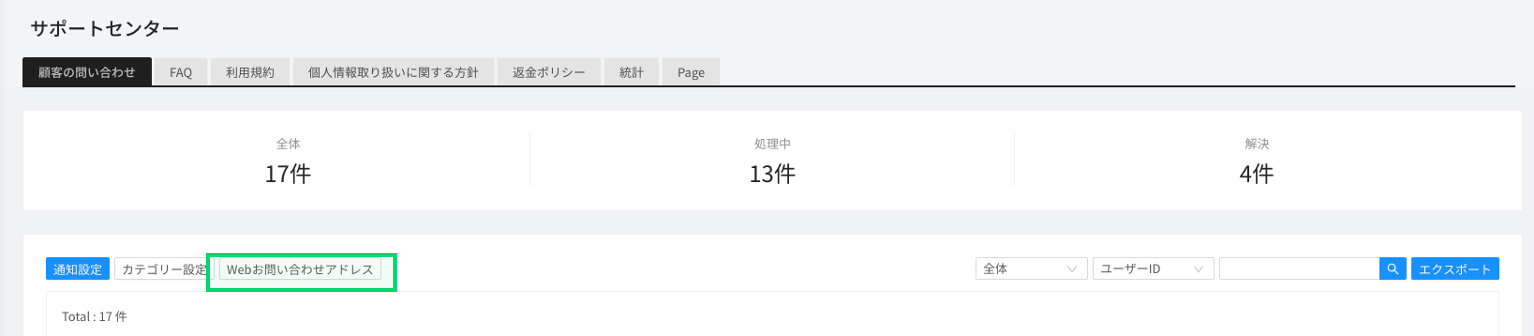 サポートセンター
顧客の問い合わせ FAQ 利用規約 個人情報取り扱いに関する方針 返金ポリシー 統計 Page
全体 処理中 解決
17件 13件 4件
通知設定 カテゴリー設定 Webお問い合わせアドレス 全体 ユーザーID エクスポート
Total : 17 件